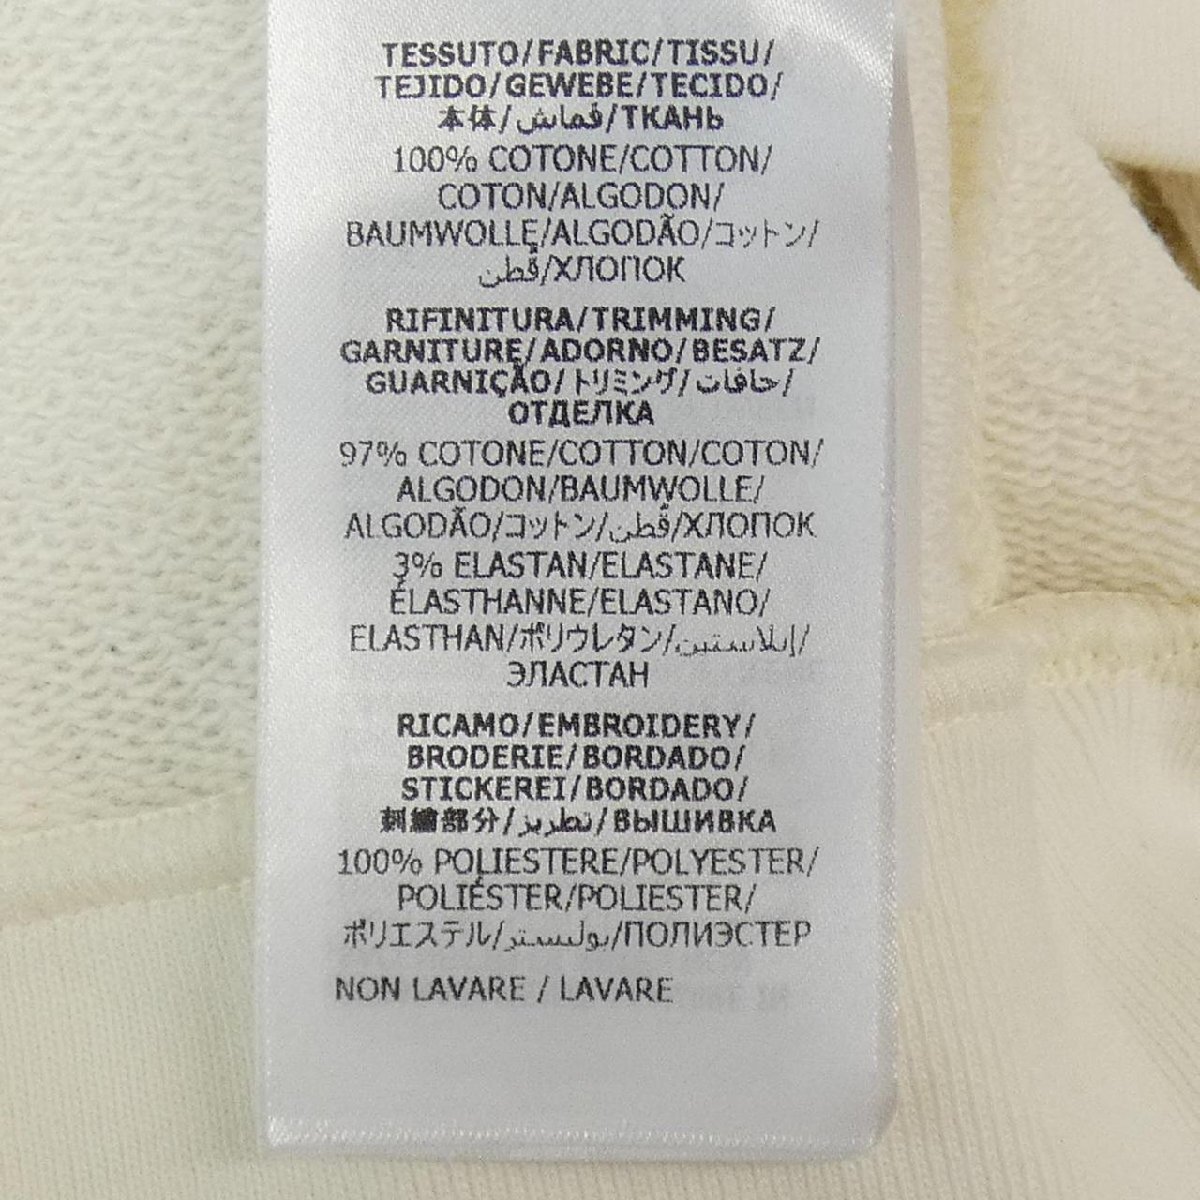 TESSUTO/FABRIC/TISSU/
TEJIDO/GEWEBE/TECIDO/
本体/قماش/ТКАНЬ
100% COTONE/COTTON/
COTON/ALGODON/
BAUMWOLLE/ALGODÃO/コットン/
قُطن/ХЛОПОК
RIFINITURA/TRIMMING/
GARNITURE/ADORNO/BESATZ/
GUARNIÇÃO/トリミング/حافات/
ОТДЕЛКА
97% COTONE/COTTON/COTON/
ALGODON/BAUMWOLLE/
ALGODÃO/コットン/قُطن/ХЛОПОК
3% ELASTAN/ELASTANE/
ÉLASTHANNE/ELASTANO/
ELASTHAN/ポリウレタン/إيلاستين/
ЭЛАСТАН
RICAMO/EMBROIDERY/
BRODERIE/BORDADO/
STICKEREI/BORDADO/
刺繍部分/تطريز/ВЫШИВКА
100% POLIESTERE/POLYESTER/
POLIÉSTER/POLIESTER/
ポリエステル/بوليستر/ПОЛИЭСТЕР
NON LAVARE / LAVARE